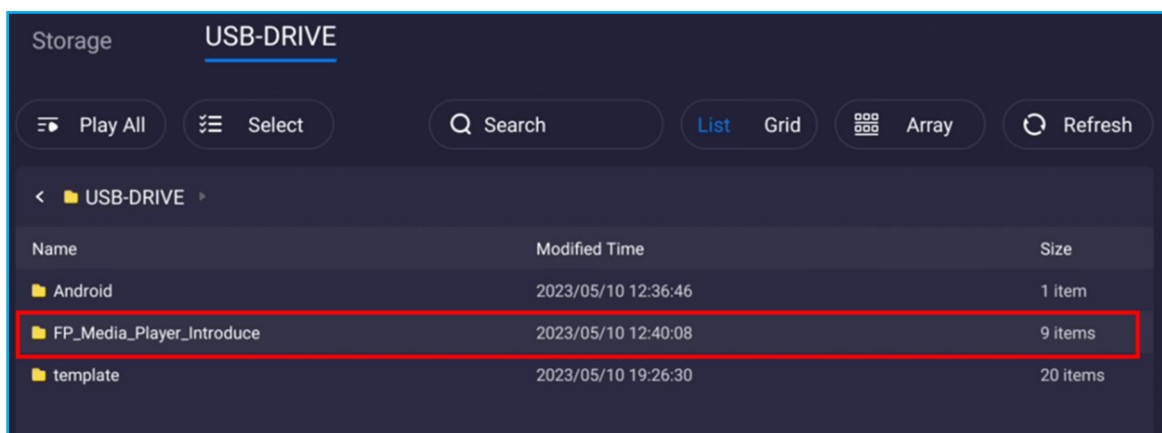 Storage USB-DRIVE
Play All Select Search List Grid Array Refresh
< USB-DRIVE
Name Modified Time Size
Android 2023/05/10 12:36:46 1 item
FP_Media_Player_Introduce 2023/05/10 12:40:08 9 items
template 2023/05/10 19:26:30 20 items